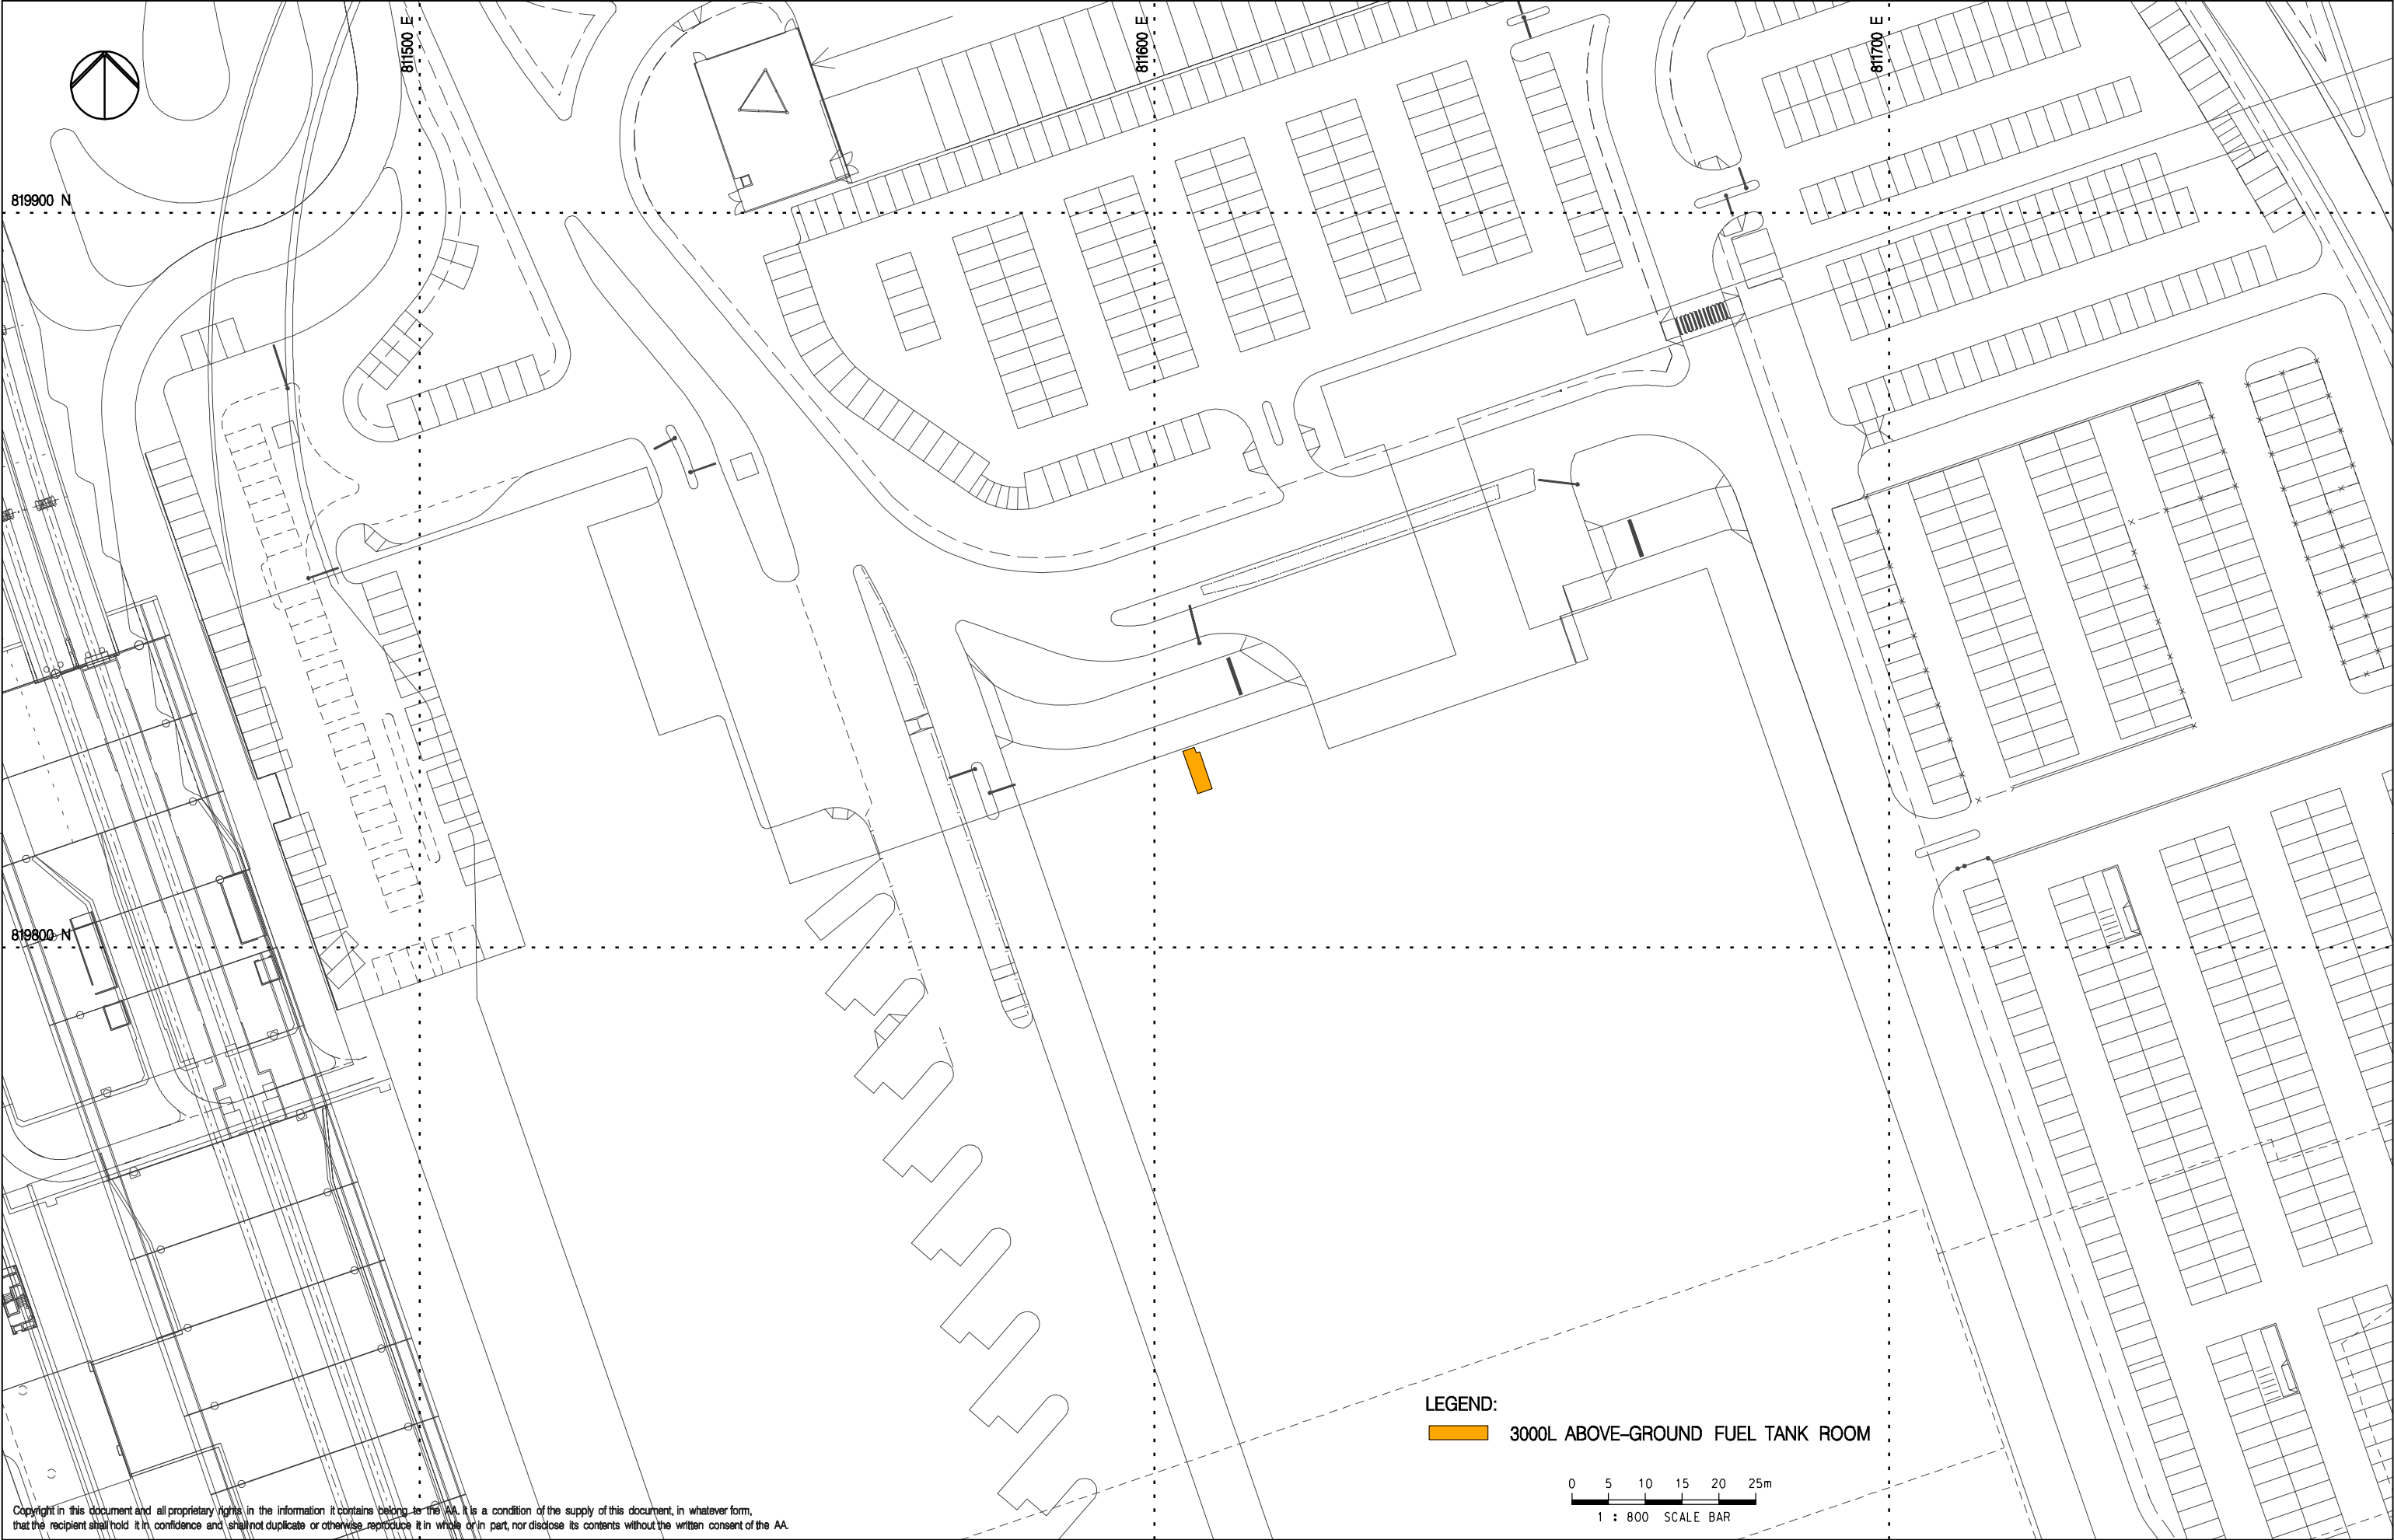 811500 E
811600 E
811700 E
819900 N
819800 N
LEGEND:
3000L ABOVE-GROUND FUEL TANK ROOM
0 5 10 15 20 25m
1 : 800 SCALE BAR
Copyright in this document and all proprietary rights in the information it contains belong to the AA. It is a condition of the supply of this document, in whatever form,
that the recipient shall hold it in confidence and shall not duplicate or otherwise reproduce it in whole or in part, nor disclose its contents without the written consent of the AA.